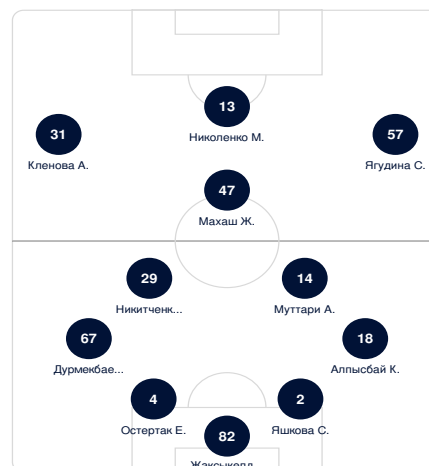 13
Николенко М.
31
Кленова А.
57
Ягудина С.
47
Махаш Ж.
29
Никитченк...
14
Муттари А.
67
Дурмекбае...
18
Алпысбай К.
4
Остертак Е.
2
Яшкова С.
82
Жаксыкелд...